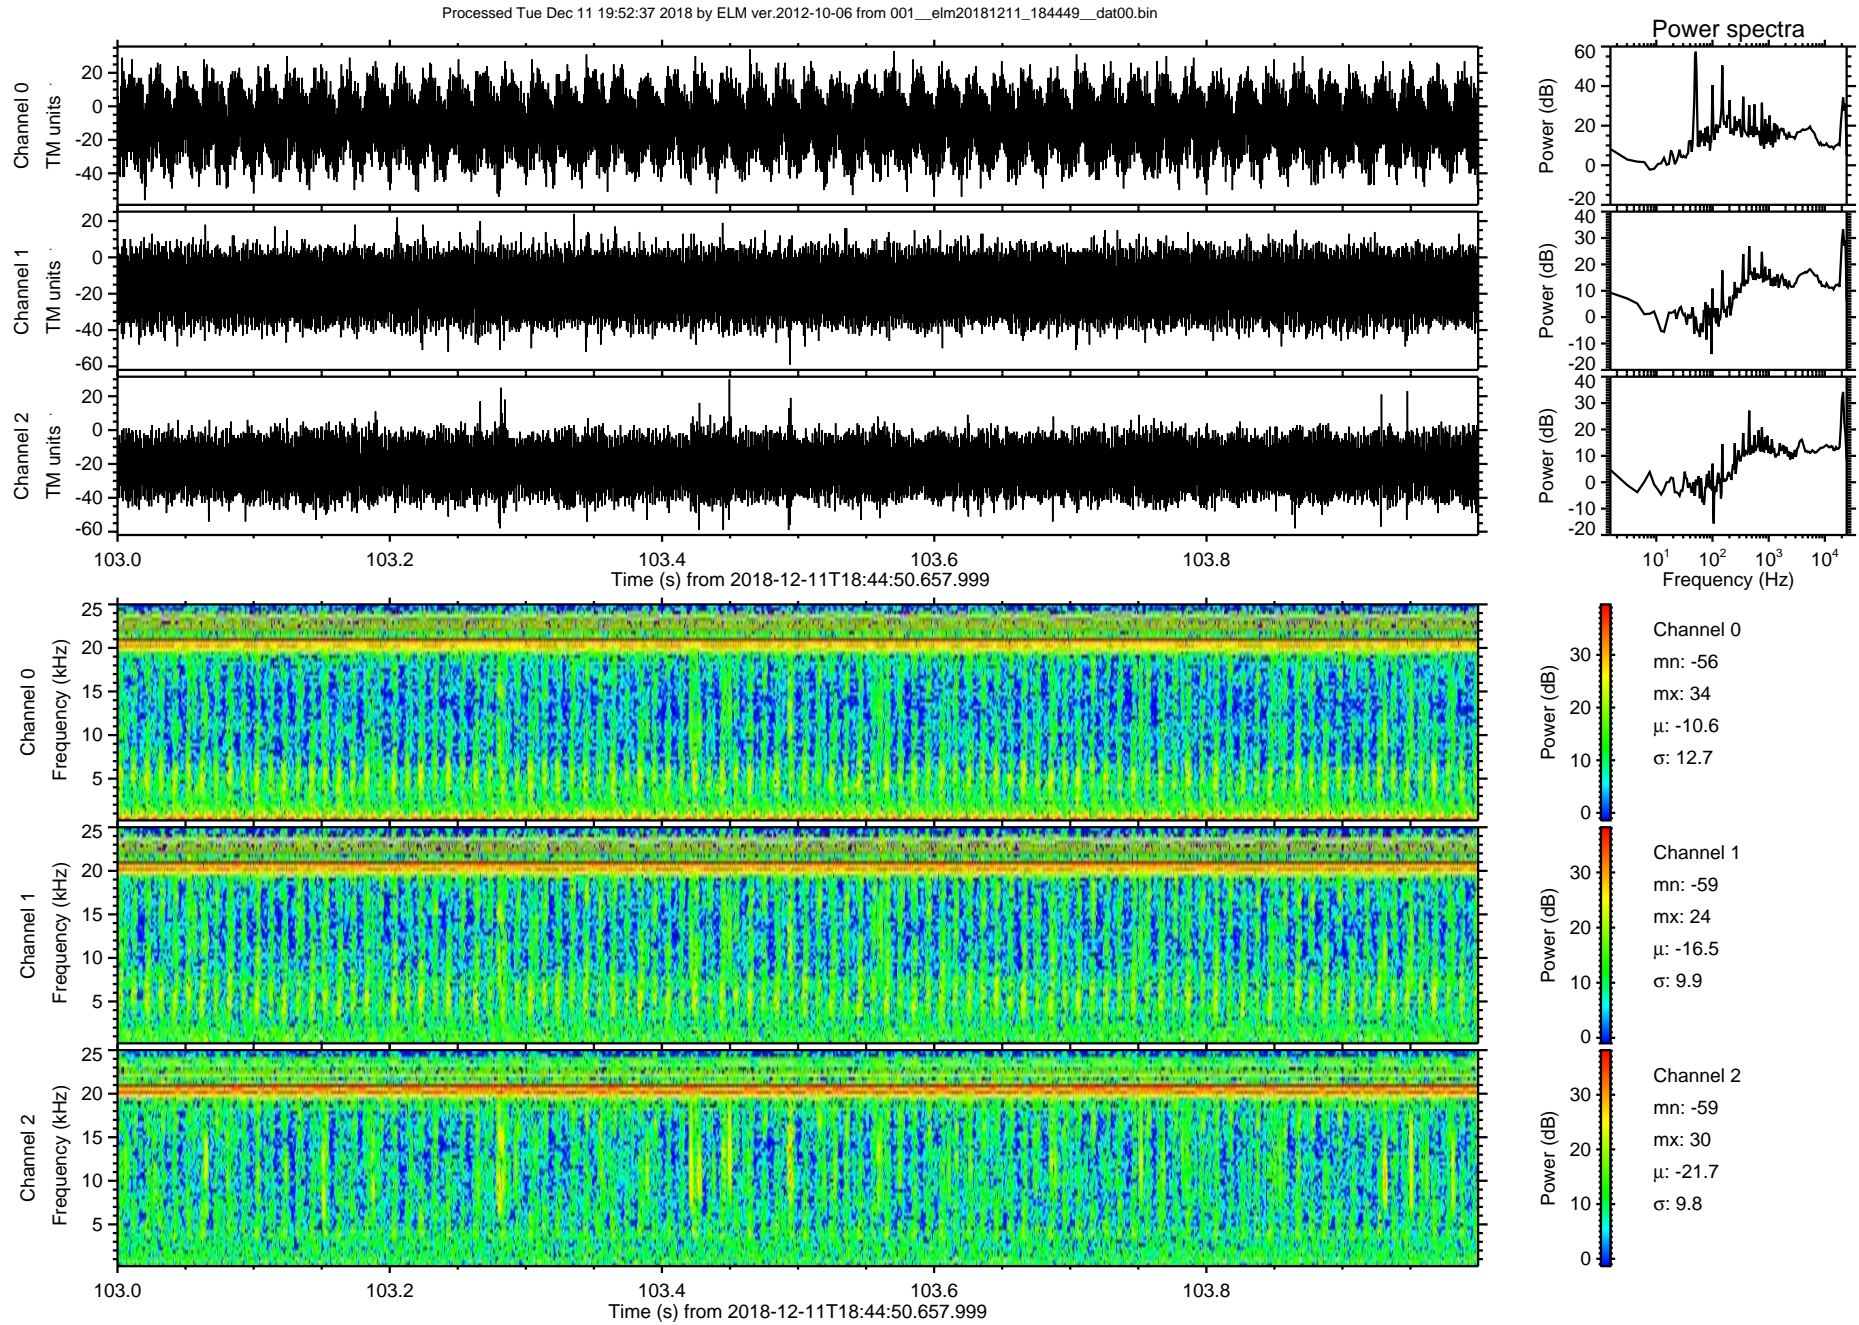 Processed Tue Dec 11 19:52:37 2018 by ELM ver.2012-10-06 from 001__elm20181211_184449__dat00.bin
Power spectra
Channel 0
TM units
20
0
-20
-40
Power (dB)
60
40
20
0
-20
Channel 1
TM units
20
0
-20
-40
-60
Power (dB)
40
30
20
10
0
-10
-20
Channel 2
TM units
20
0
-20
-40
-60
Power (dB)
40
30
20
10
0
-10
-20
103.0 103.2 103.4 103.6 103.8
Time (s) from 2018-12-11T18:44:50.657.999
10¹ 10² 10³ 10⁴
Frequency (Hz)
Channel 0
Frequency (kHz)
25
20
15
10
5
Power (dB)
30
20
10
0
Channel 0
mn: -56
mx: 34
μ: -10.6
σ: 12.7
Channel 1
Frequency (kHz)
25
20
15
10
5
Power (dB)
30
20
10
0
Channel 1
mn: -59
mx: 24
μ: -16.5
σ: 9.9
Channel 2
Frequency (kHz)
25
20
15
10
5
Power (dB)
30
20
10
0
Channel 2
mn: -59
mx: 30
μ: -21.7
σ: 9.8
103.0 103.2 103.4 103.6 103.8
Time (s) from 2018-12-11T18:44:50.657.999